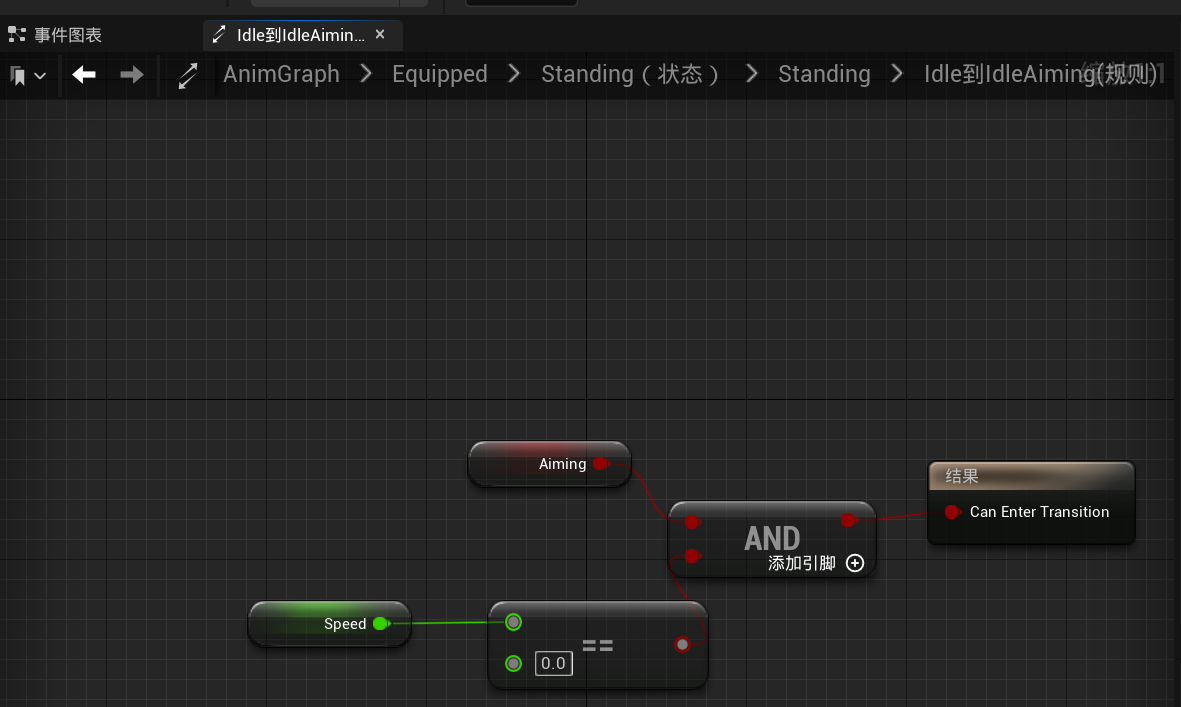 事件图表
Idle到IdleAimin...
AnimGraph > Equipped > Standing（状态） > Standing > Idle到IdleAiming(规则)
Aiming
AND
添加引脚
结果
Can Enter Transition
Speed
==
0.0